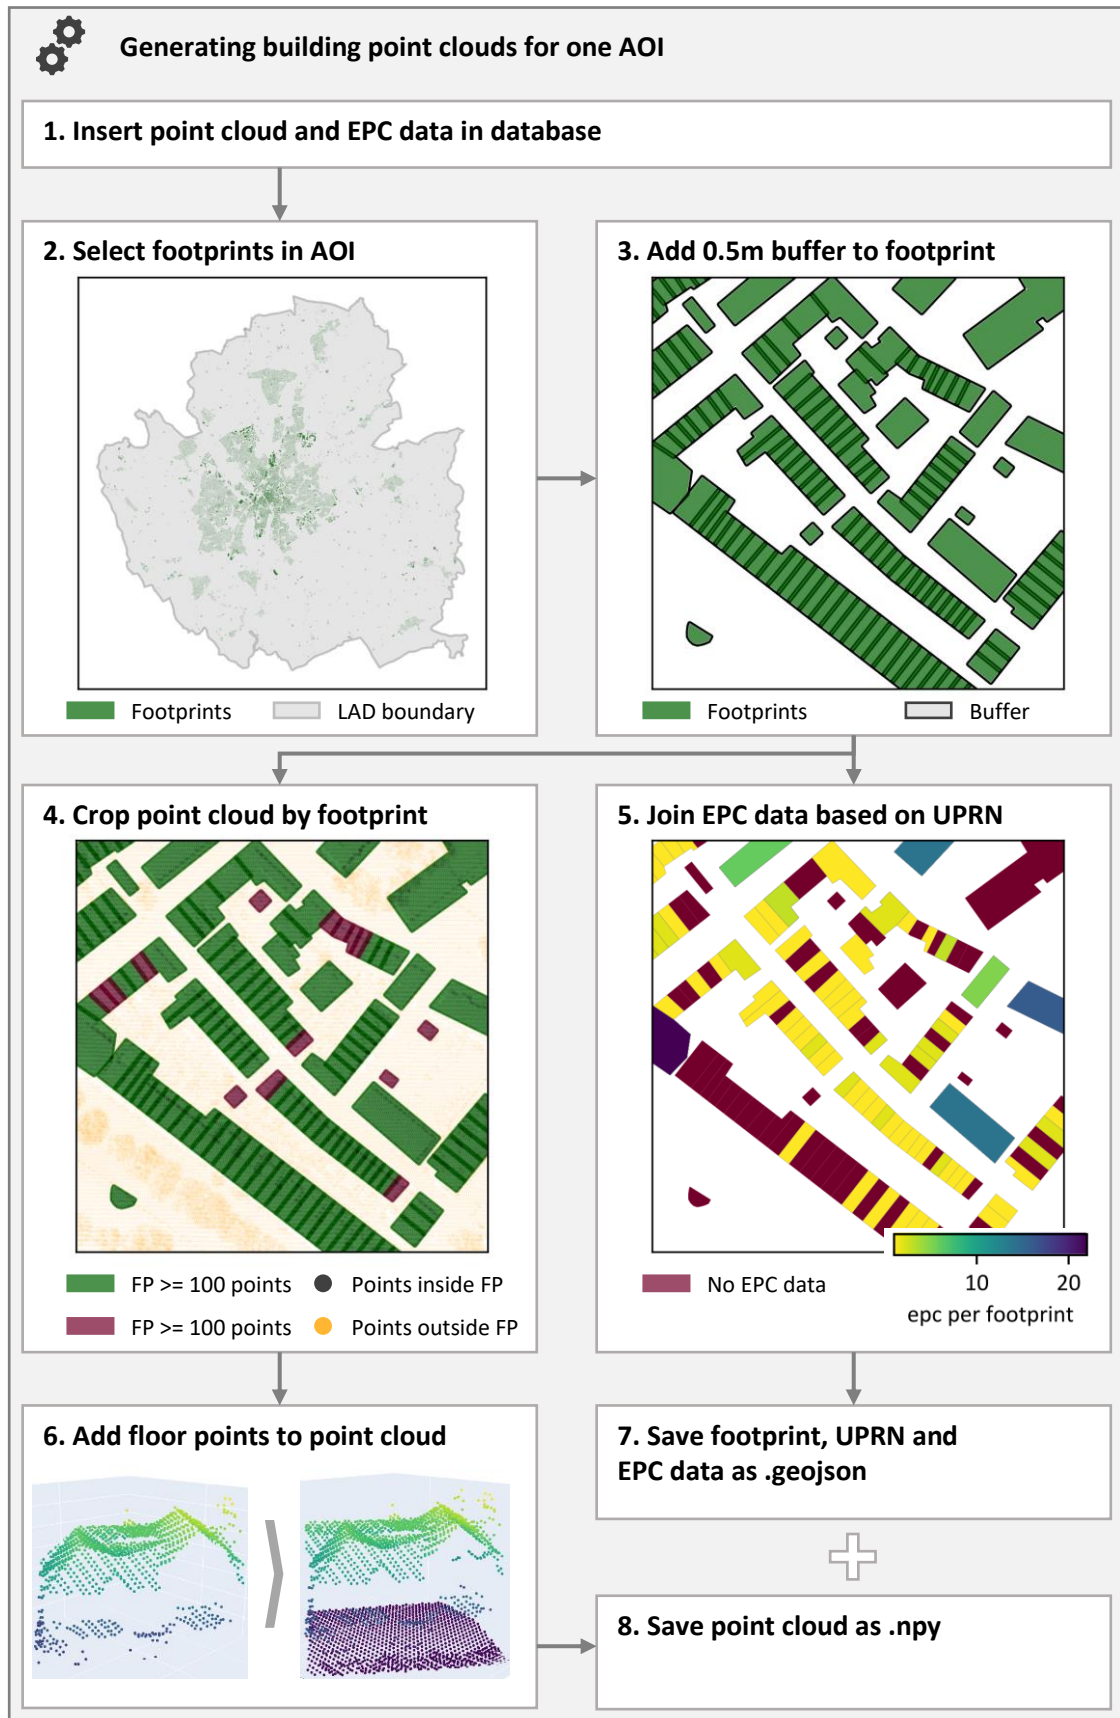 Generating building point clouds for one AOI
1. Insert point cloud and EPC data in database
2. Select footprints in AOI
Footprints
LAD boundary
3. Add 0.5m buffer to footprint
Footprints
Buffer
4. Crop point cloud by footprint
FP >= 100 points
Points inside FP
FP >= 100 points
Points outside FP
5. Join EPC data based on UPRN
No EPC data
10 20
epc per footprint
6. Add floor points to point cloud
7. Save footprint, UPRN and
EPC data as .geojson
8. Save point cloud as .npy